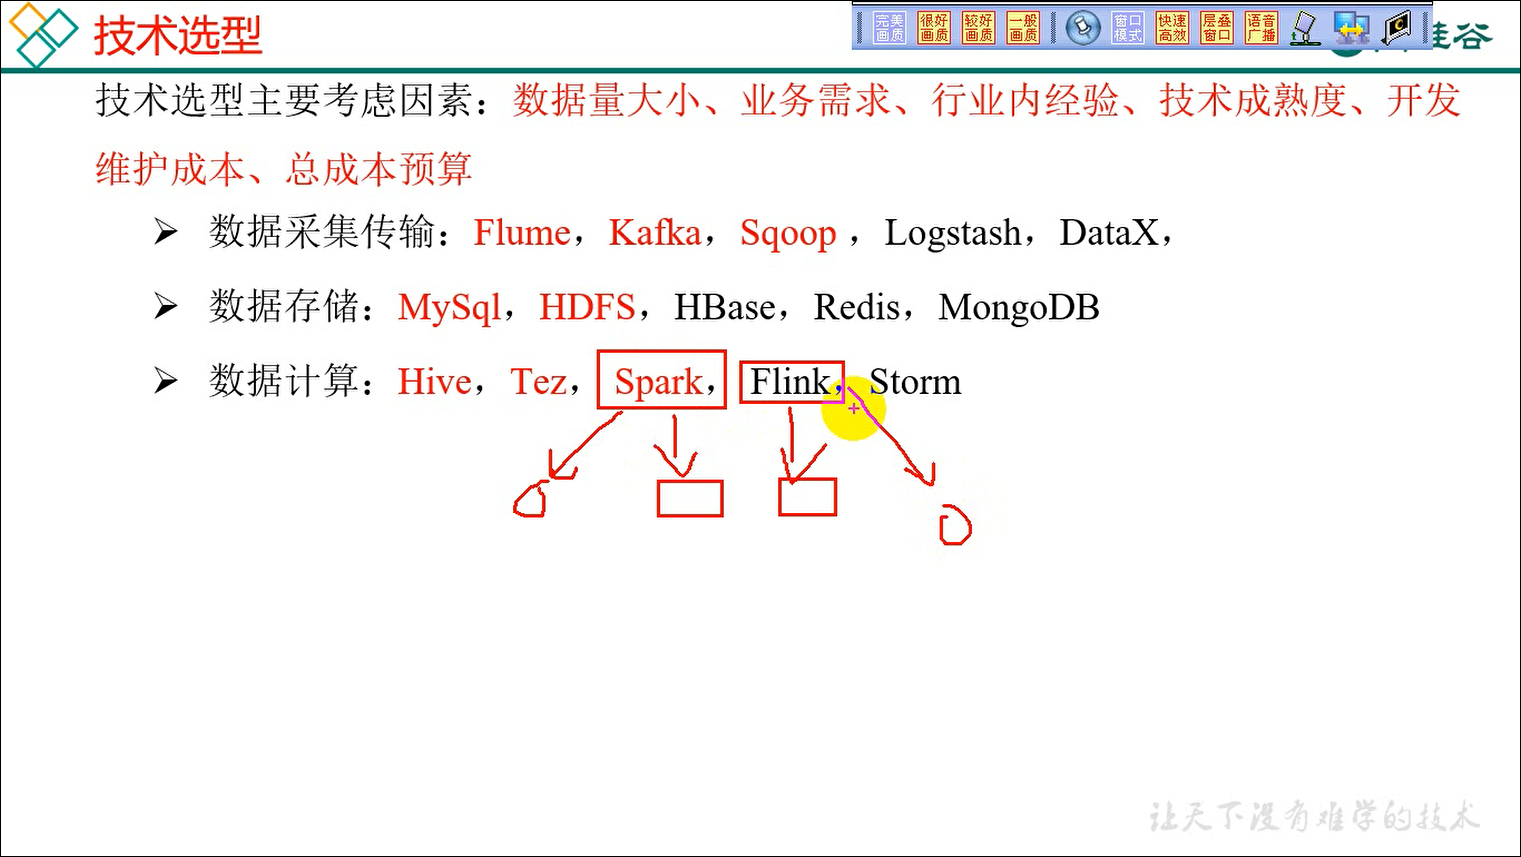 技术选型
完美画质 很好画质 较好画质 一般画质 窗口模式 快速高效 层叠窗口 语音广播
硅谷
技术选型主要考虑因素：数据量大小、业务需求、行业内经验、技术成熟度、开发
维护成本、总成本预算
➢ 数据采集传输：Flume，Kafka，Sqoop ，Logstash，DataX，
➢ 数据存储：MySql，HDFS，HBase，Redis，MongoDB
➢ 数据计算：Hive，Tez， Spark， Flink， Storm
让天下没有难学的技术